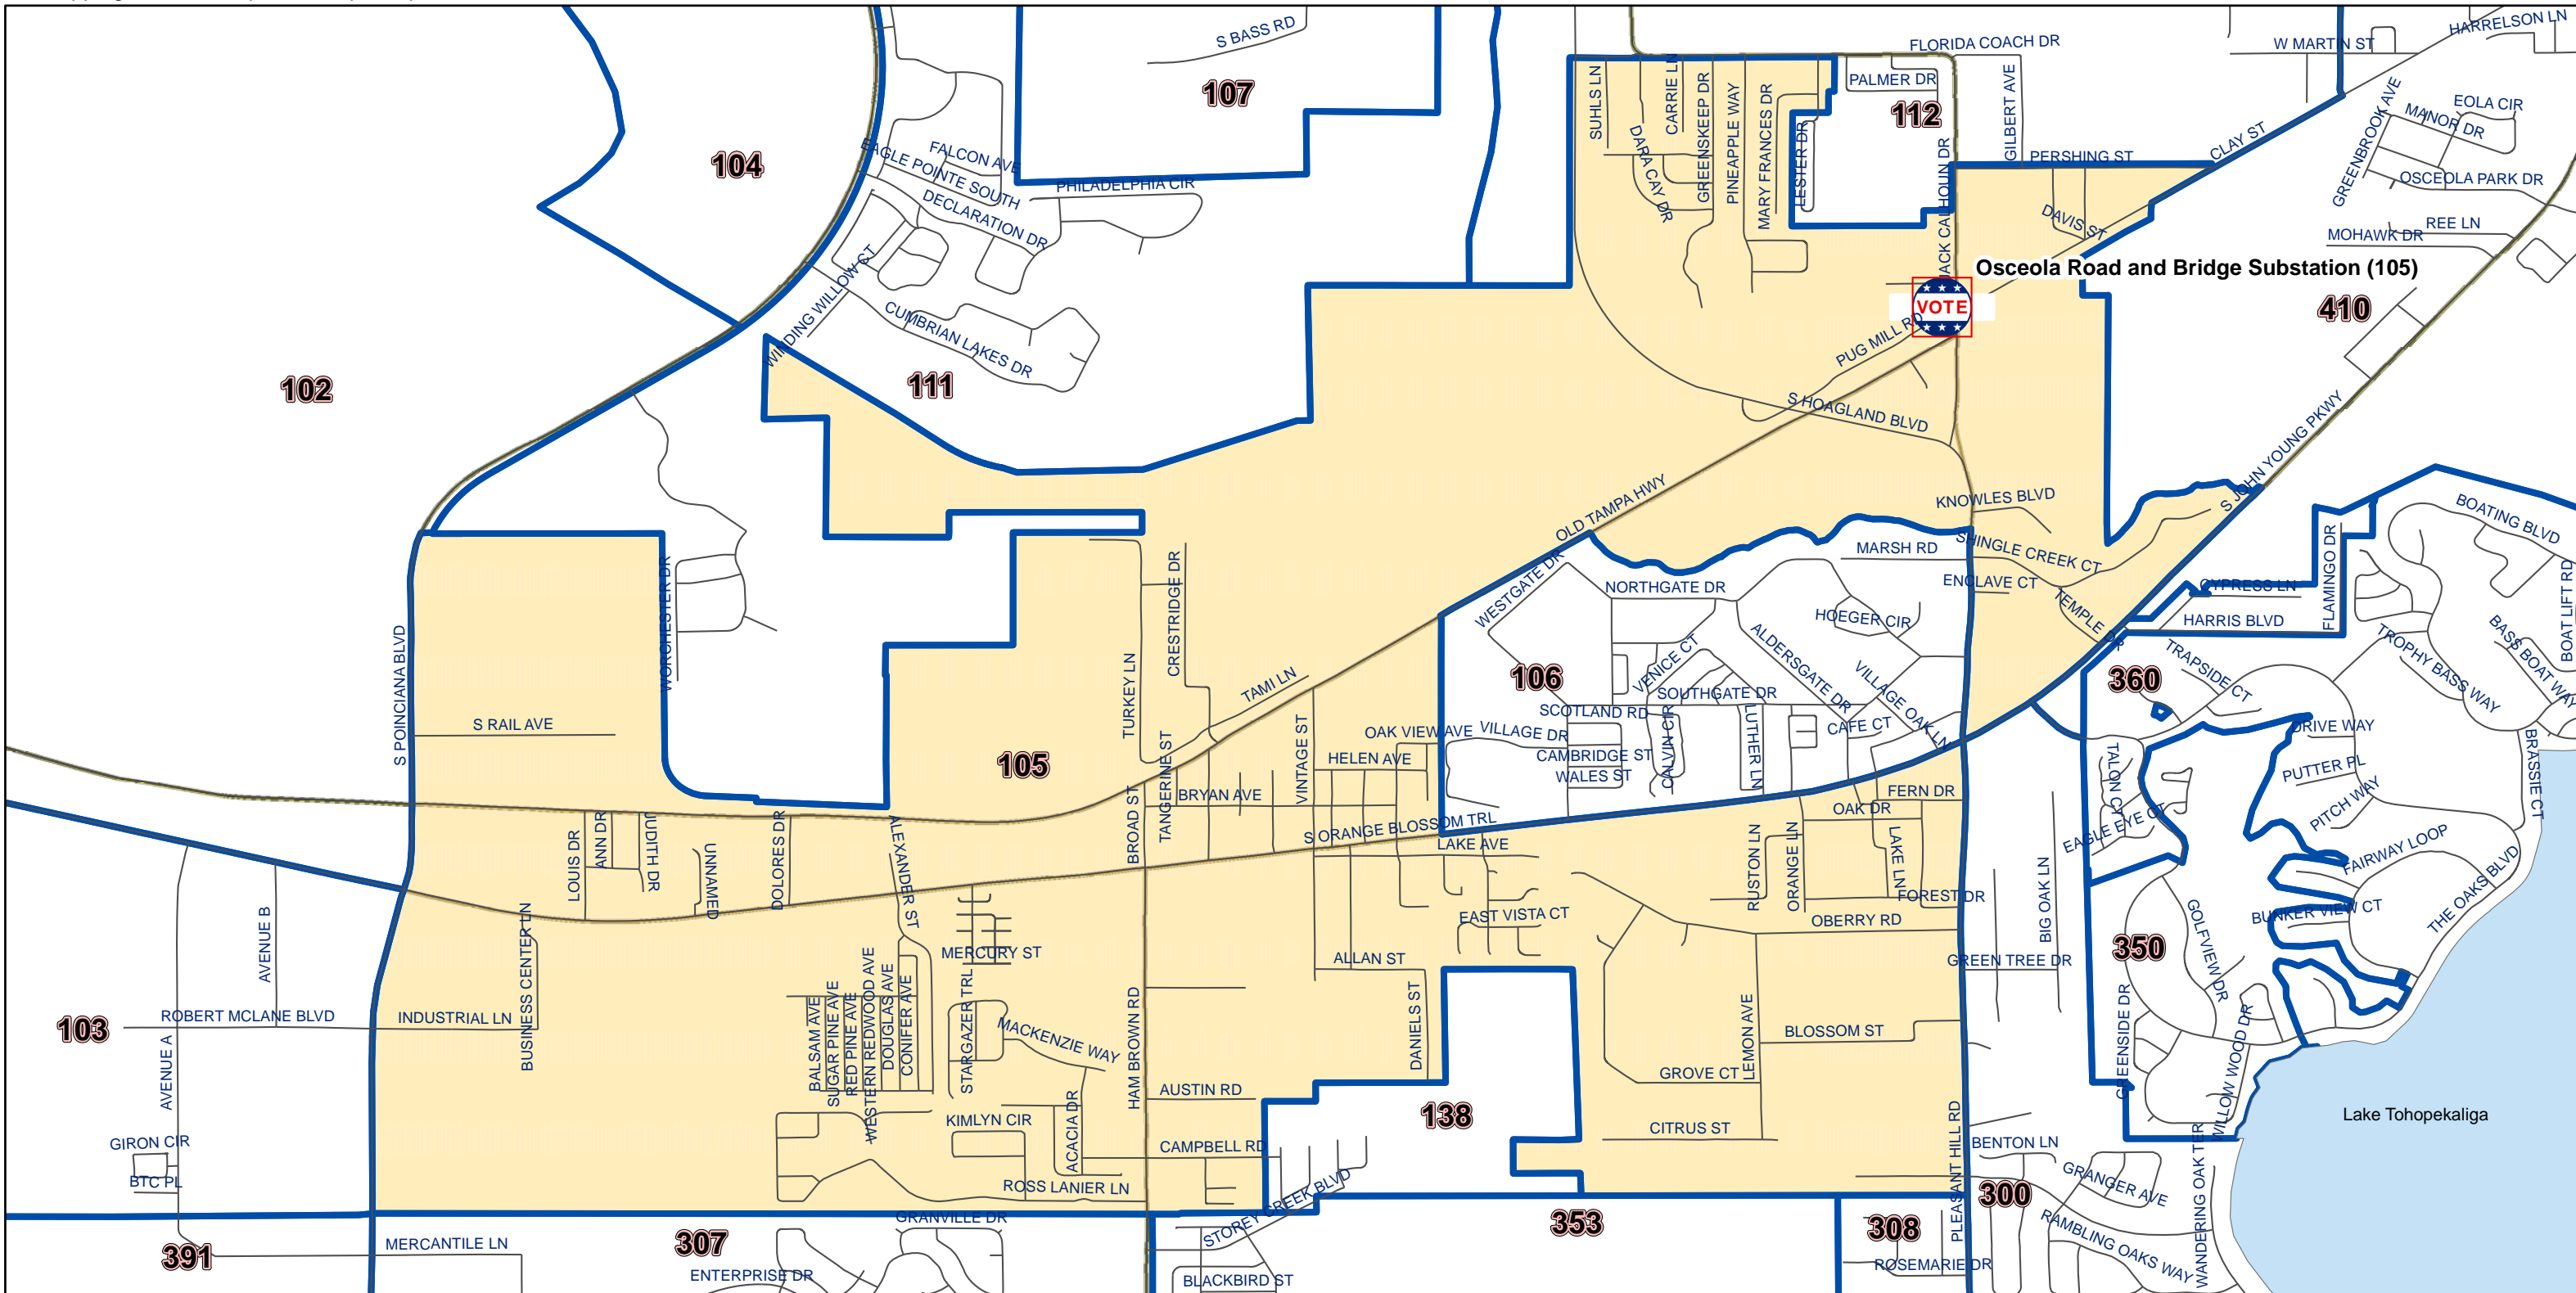 S BASS RD
107
FLORIDA COACH DR
W MARTIN ST
HARRELSON LN
104
FALCON AVE
EAGLE POINTE SOUTH
DECLARATION DR
PHILADELPHIA CIR
SUHLS LN
CARRIE LN
DARA CAY DR
GREENSKEEP DR
PINEAPPLE WAY
MARY FRANCES DR
LESTER DR
PALMER DR
112
GILBERT AVE
JACK CALHOUN DR
PERSHING ST
CLAY ST
DAVIS ST
GREENBROOK AVE
EOLA CIR
MANOR DR
OSCEOLA PARK DR
REE LN
MOHAWK DR
Osceola Road and Bridge Substation (105)
VOTE
410
WINDING WILLOW CT
CUMBRIAN LAKES DR
111
102
PUG MILL RD
S HOAGLAND BLVD
OLD TAMPA HWY
KNOWLES BLVD
S JOHN YOUNG PKWY
BOATING BLVD
SHINGLE CREEK CT
MARSH RD
ENCLAVE CT
TEMPLE DR
CYPRESS LN
HARRIS BLVD
FLAMINGO DR
BOAT LIFT RD
WESTGATE DR
NORTHGATE DR
HOEGER CIR
ALDERSGATE DR
VILLAGE OAK LN
VENICE CT
106
SOUTHGATE DR
SCOTLAND RD
VILLAGE DR
CAMBRIDGE ST
WALES ST
CALVIN CIR
LUTHER LN
CAFE CT
360
TRAPSIDE CT
TROPHY BASS WAY
BASS BOAT WAY
DRIVE WAY
PUTTER PL
PITCH WAY
BRASSIE CT
TALON CT
EAGLE EYE CT
FAIRWAY LOOP
THE OAKS BLVD
BUNKER VIEW CT
S POINCIANA BLVD
WORCHESTER DR
S RAIL AVE
105
TURKEY LN
CRESTRIDGE DR
TAMI LN
TANGERINE ST
BROAD ST
VINTAGE ST
OAK VIEW AVE
HELEN AVE
BRYAN AVE
S ORANGE BLOSSOM TRL
LAKE AVE
FERN DR
OAK DR
LAKE LN
RUSTON LN
ORANGE LN
FOREST DR
OBERRY RD
LOUIS DR
ANN DR
JUDITH DR
UNNAMED
DOLORES DR
ALEXANDER ST
EAST VISTA CT
ALLAN ST
DANIELS ST
BIG OAK LN
GREEN TREE DR
350
GOLFVIEW DR
GREENSIDE DR
WILLOW WOOD DR
AVENUE B
AVENUE A
103
ROBERT MCLANE BLVD
INDUSTRIAL LN
BUSINESS CENTER LN
BALSAM AVE
SUGAR PINE AVE
RED PINE AVE
WESTERN REDWOOD AVE
DOUGLAS AVE
CONIFER AVE
MERCURY ST
STARGAZER TRL
MACKENZIE WAY
HAM BROWN RD
AUSTIN RD
KIMLYN CIR
ACACIA DR
CAMPBELL RD
ROSS LANIER LN
138
LEMON AVE
BLOSSOM ST
GROVE CT
CITRUS ST
PLEASANT HILL RD
BENTON LN
GRANGER AVE
300
RAMBLING OAKS WAY
WANDERING OAK TER
Lake Tohopekaliga
GIRON CIR
BTC PL
391
MERCANTILE LN
307
GRANVILLE DR
ENTERPRISE DR
STOREY CREEK BLVD
BLACKBIRD ST
353
308
ROSEMARIE DR